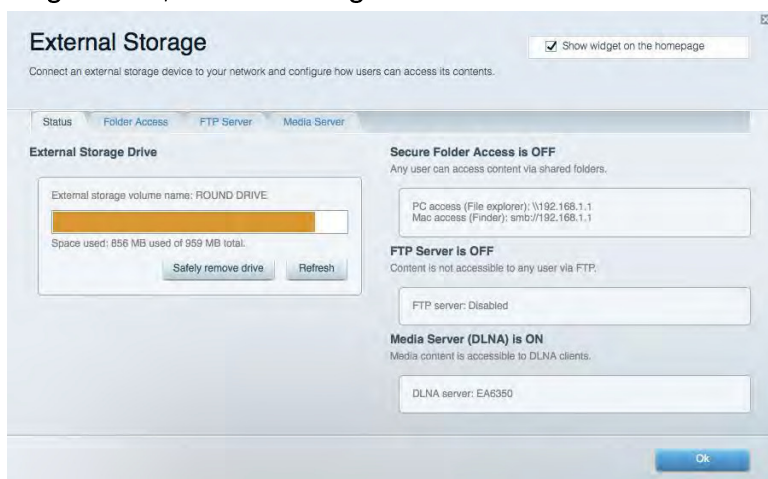 External Storage
Show widget on the homepage
Connect an external storage device to your network and configure how users can access its contents.
Status
Folder Access
FTP Server
Media Server
External Storage Drive
External storage volume name: ROUND DRIVE
Space used: 856 MB used of 959 MB total.
Safely remove drive
Refresh
Secure Folder Access is OFF
Any user can access content via shared folders.
PC access (File explorer): \\192.168.1.1
Mac access (Finder): smb://192.168.1.1
FTP Server is OFF
Content is not accessible to any user via FTP.
FTP server: Disabled
Media Server (DLNA) is ON
Media content is accessible to DLNA clients.
DLNA server: EA6350
Ok